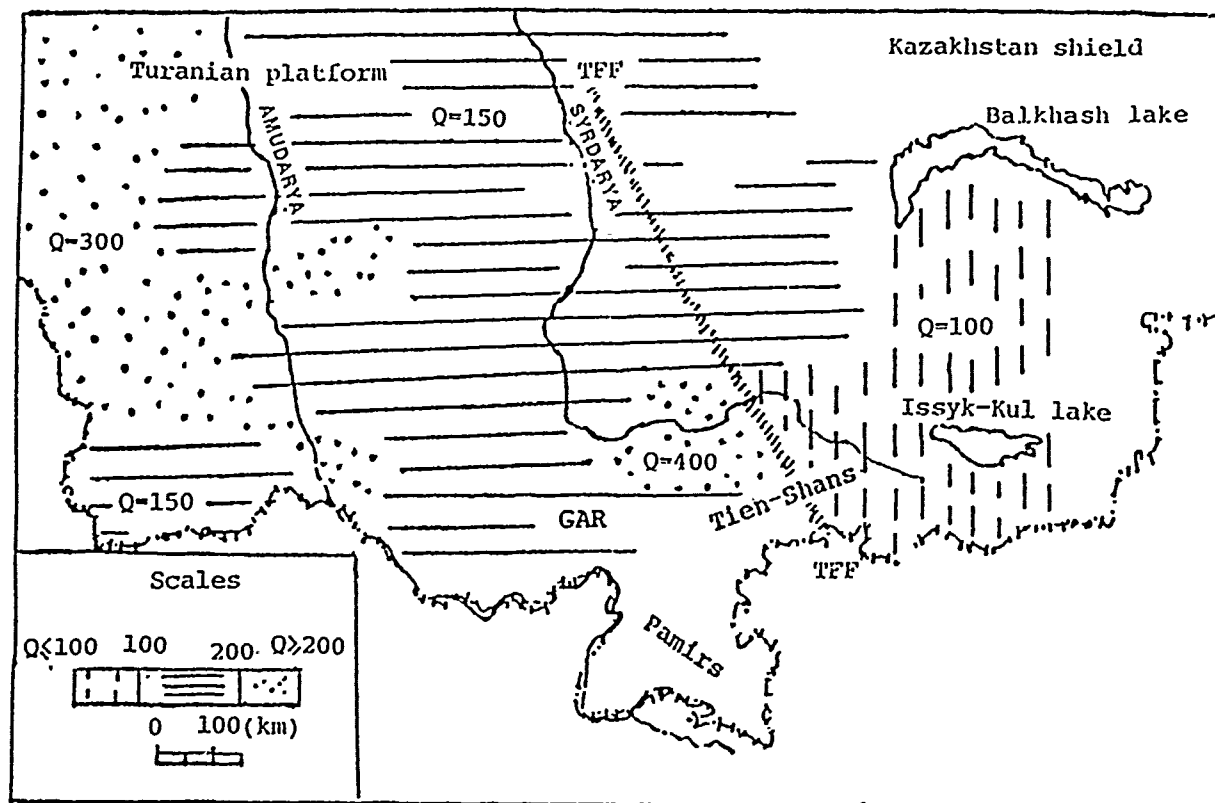 Kazakhstan shield
Turanian platform
TFF
AMUDARYA
Q=150
SYRDARYA
Balkhash lake
Q=300
Q=100
Issyk-Kul lake
Q=400
Q=150
Tien-Shans
GAR
TFF
Pamirs
Scales
Q⩽100 100 200 Q⩾200
0 100(km)